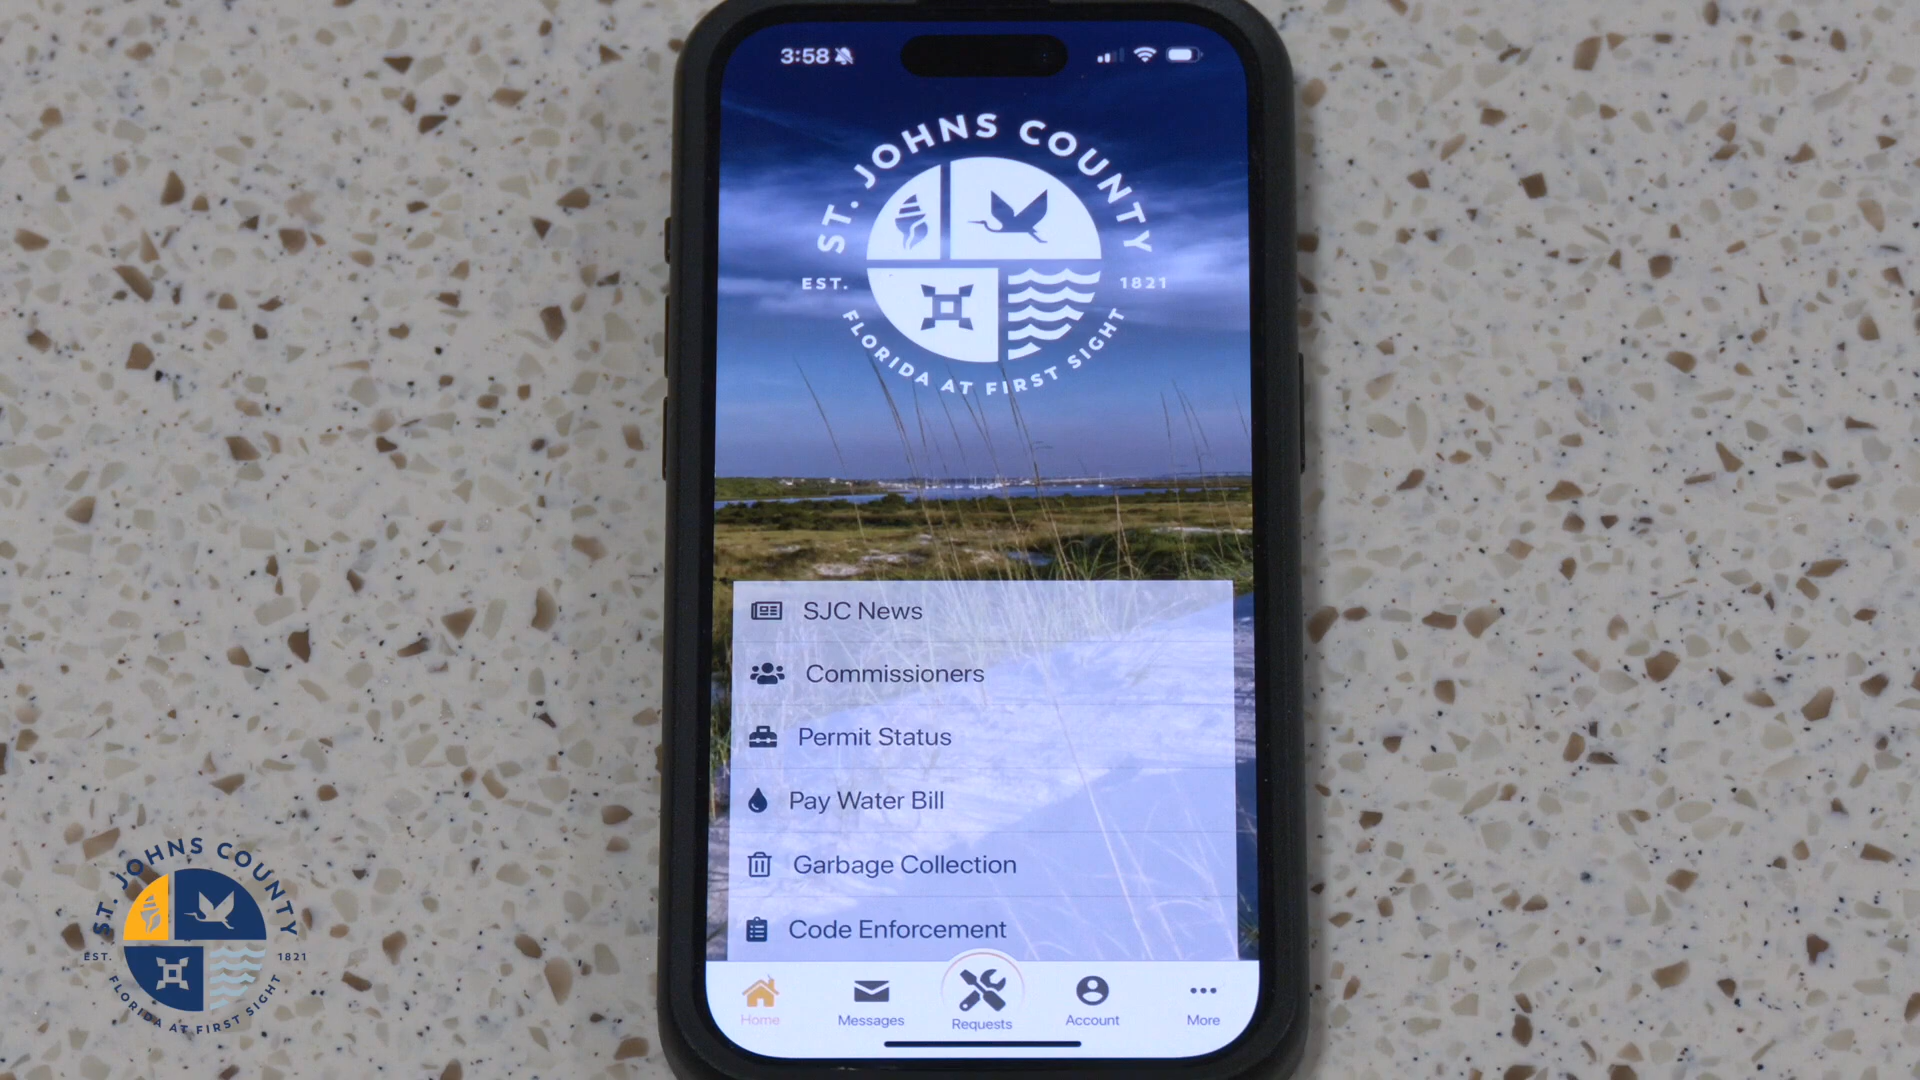 3:58
ST. JOHNS COUNTY
EST. 1821
FLORIDA AT FIRST SIGHT
SJC News
Commissioners
Permit Status
Pay Water Bill
Garbage Collection
Code Enforcement
Home
Messages
Requests
Account
More
ST. JOHNS COUNTY
EST. 1821
FLORIDA AT FIRST SIGHT